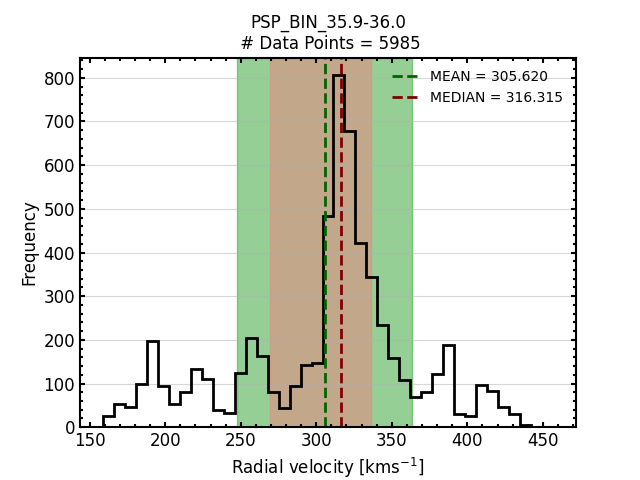 PSP_BIN_35.9-36.0
# Data Points = 5985
MEAN = 305.620
MEDIAN = 316.315
Frequency
800
700
600
500
400
300
200
100
0
150 200 250 300 350 400 450
Radial velocity [kms⁻¹]